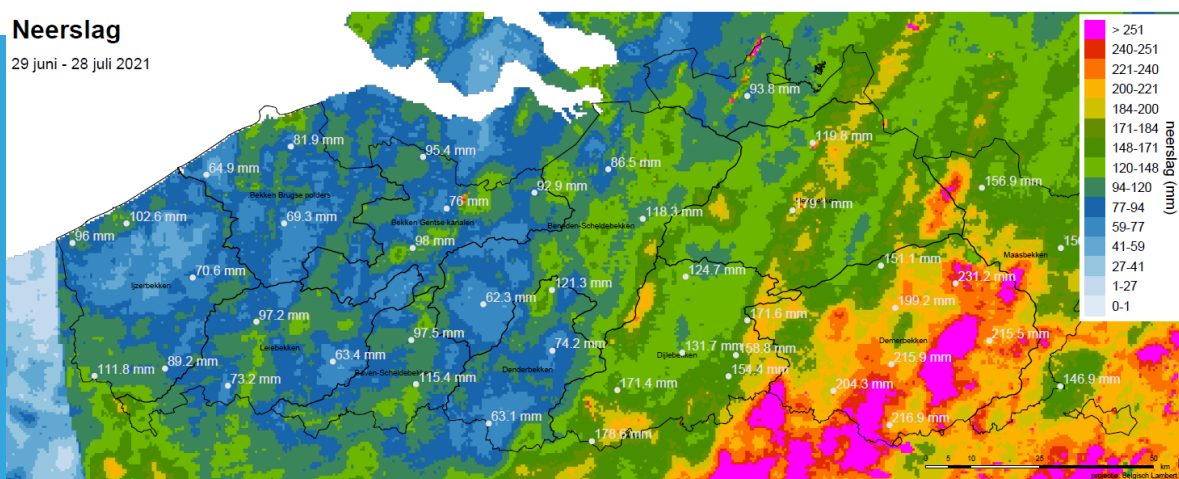 Neerslag
29 juni - 28 juli 2021
> 251
240-251
221-240
200-221
184-200
171-184
148-171
120-148
94-120
77-94
59-77
41-59
27-41
1-27
0-1
neerslag (mm)
93.8 mm
119.8 mm
81.9 mm
95.4 mm
86.5 mm
64.9 mm
92.9 mm
156.9 mm
Bekken Brugse polders
76 mm
179.1 mm
102.6 mm
69.3 mm
Bekken Gentse kanalen
Beneden-Scheldebekken
118.3 mm
96 mm
98 mm
Maasbekken
151.1 mm
70.6 mm
124.7 mm
231.2 mm
Ijzerbekken
121.3 mm
62.3 mm
199.2 mm
97.2 mm
171.6 mm
97.5 mm
Demerbekken
215.5 mm
Leiebekken
74.2 mm
131.7 mm
158.8 mm
Dijlebekken
63.4 mm
215.9 mm
89.2 mm
Boven-Scheldebekken
Denderbekken
111.8 mm
154.4 mm
73.2 mm
115.4 mm
171.4 mm
204.3 mm
146.9 mm
63.1 mm
216.9 mm
178.6 mm
0 5 10 20 30 40 50
km
projectie: Belgisch Lambert